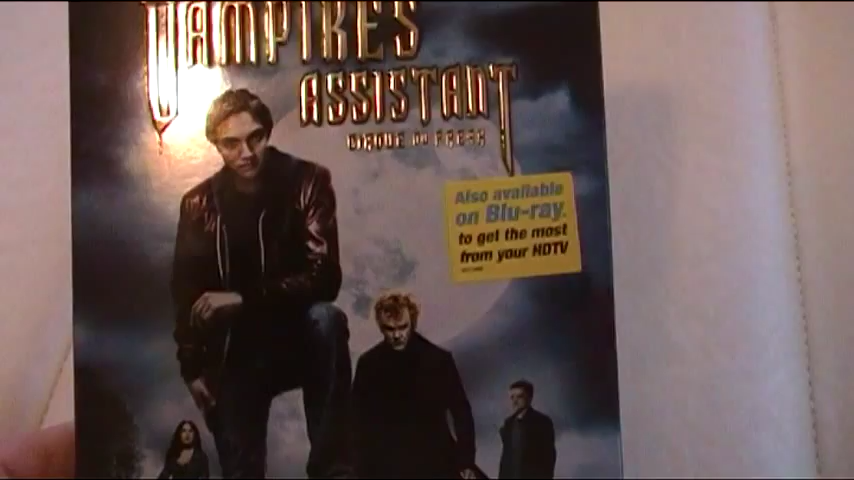 VAMPIRE'S
ASSISTANT
CIRQUE DU FREAK
Also available
on Blu-ray.
to get the most
from your HDTV